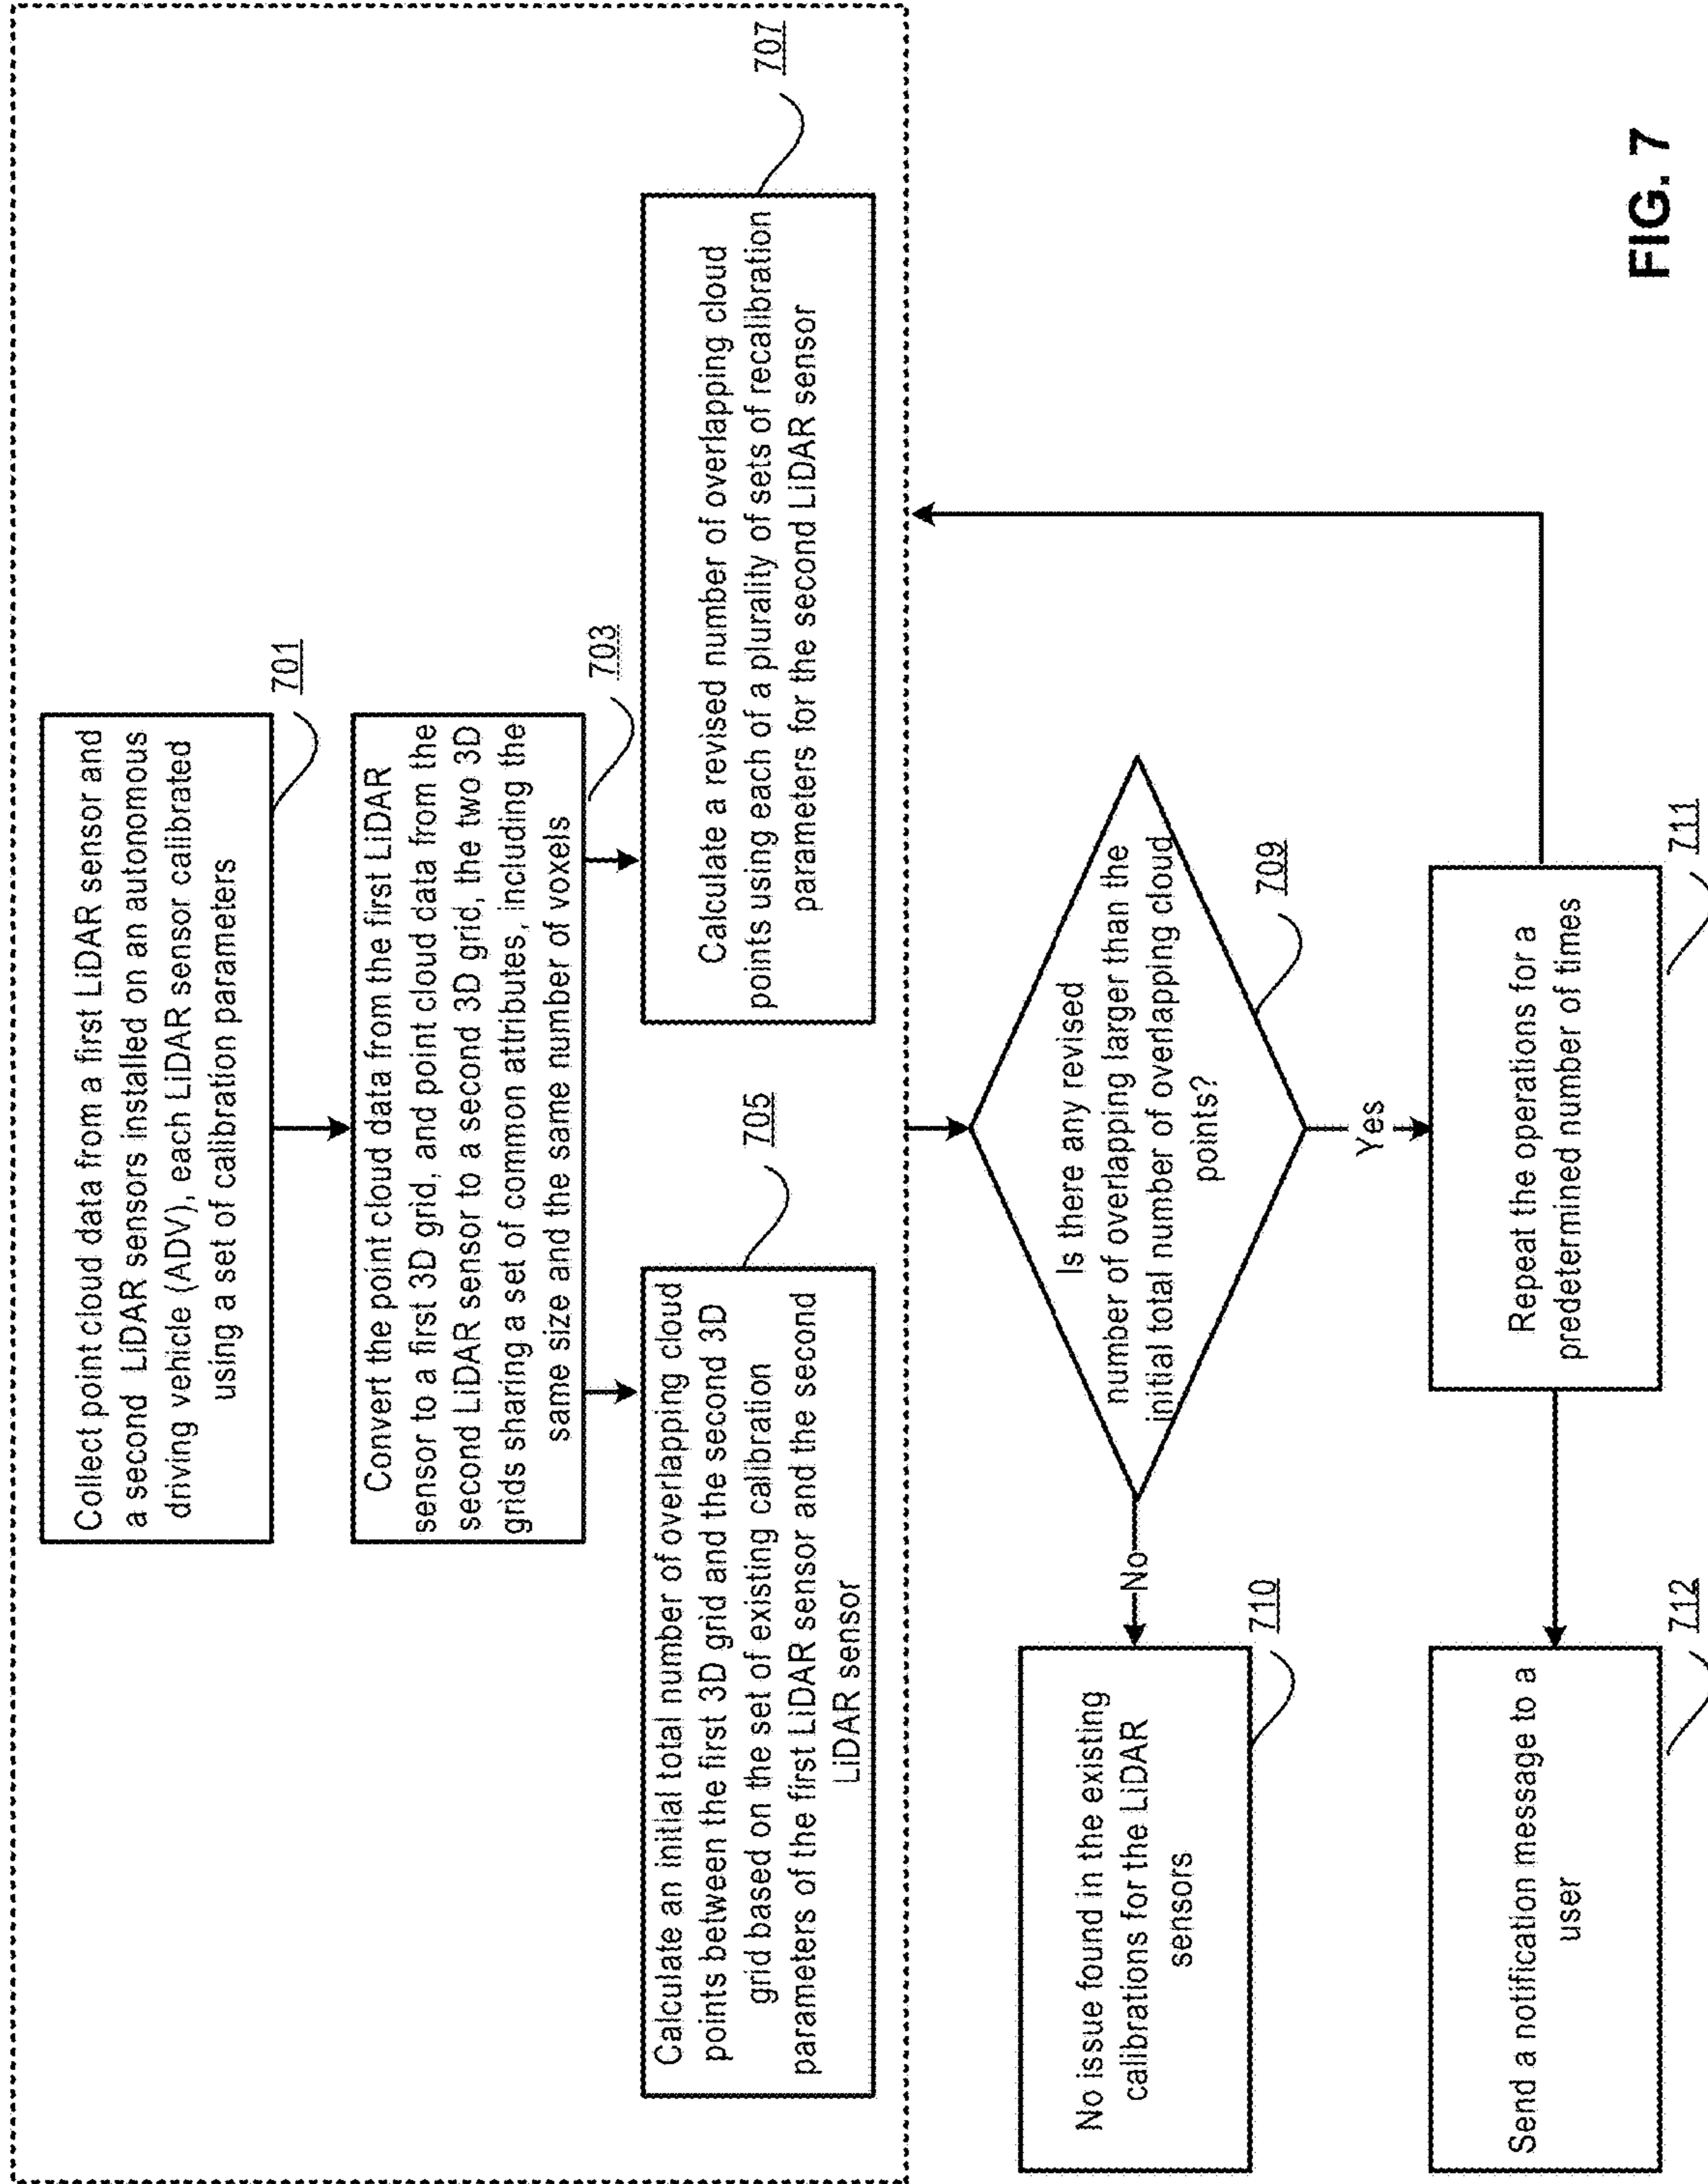 Collect point cloud data from a first LiDAR sensor and
a second LiDAR sensors installed on an autonomous
driving vehicle (ADV), each LiDAR sensor calibrated
using a set of calibration parameters
701
Convert the point cloud data from the first LiDAR
sensor to a first 3D grid, and point cloud data from the
second LiDAR sensor to a second 3D grid, the two 3D
grids sharing a set of common attributes, including the
same size and the same number of voxels
703
Calculate an initial total number of overlapping cloud
points between the first 3D grid and the second 3D
grid based on the set of existing calibration
parameters of the first LiDAR sensor and the second
LiDAR sensor
705
Calculate a revised number of overlapping cloud
points using each of a plurality of sets of recalibration
parameters for the second LiDAR sensor
707
Is there any revised
number of overlapping larger than the
initial total number of overlapping cloud
points?
709
No
Yes
No issue found in the existing
calibrations for the LiDAR
sensors
710
Repeat the operations for a
predetermined number of times
711
Send a notification message to a
user
712
FIG. 7